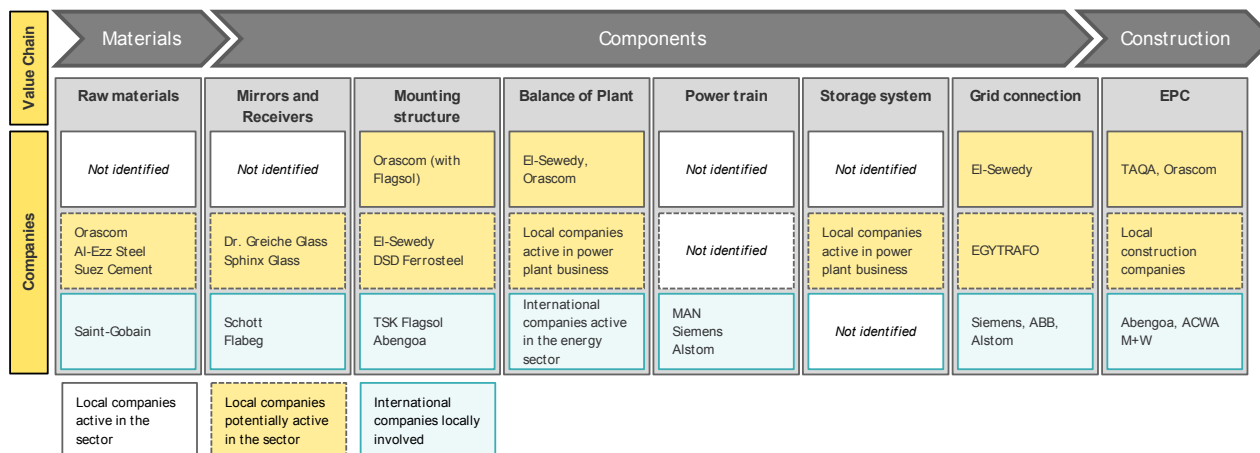 Value Chain
Materials
Components
Construction
Raw materials
Mirrors and
Receivers
Mounting
structure
Balance of Plant
Power train
Storage system
Grid connection
EPC
Companies
Not identified
Not identified
Orascom (with
Flagsol)
El-Sewedy,
Orascom
Not identified
Not identified
El-Sewedy
TAQA, Orascom
Orascom
Al-Ezz Steel
Suez Cement
Dr. Greiche Glass
Sphinx Glass
El-Sewedy
DSD Ferrosteel
Local companies
active in power
plant business
Not identified
Local companies
active in power
plant business
EGYTRAFO
Local
construction
companies
Saint-Gobain
Schott
Flabeg
TSK Flagsol
Abengoa
International
companies active
in the energy
sector
MAN
Siemens
Alstom
Not identified
Siemens, ABB,
Alstom
Abengoa, ACWA
M+W
Local companies
active in the
sector
Local companies
potentially active
in the sector
International
companies locally
involved